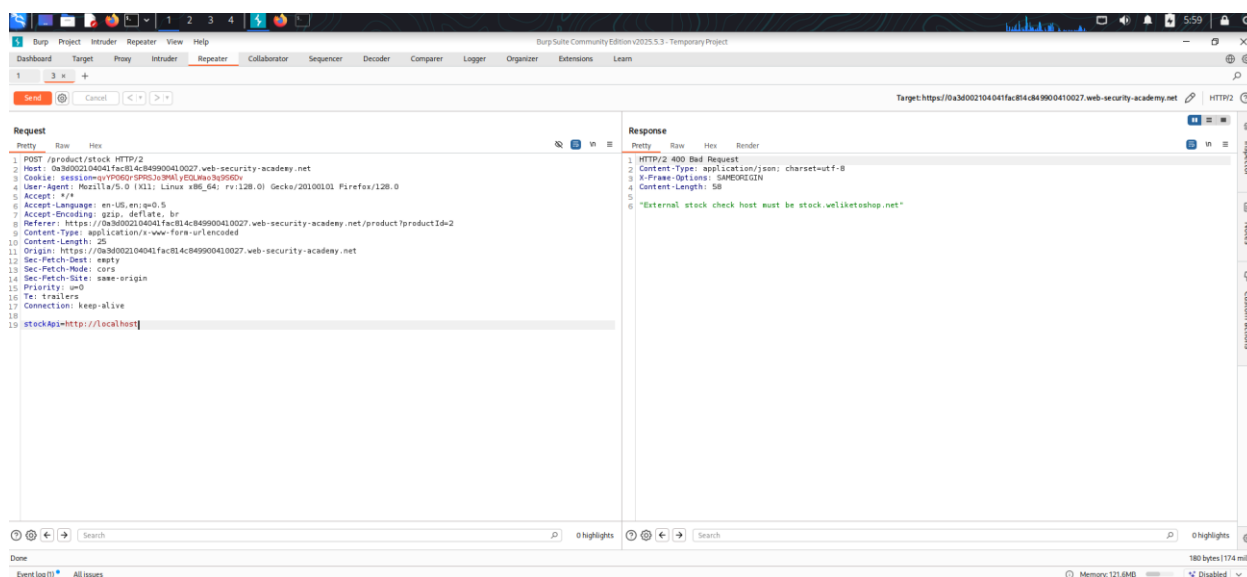 1 2 3 4
5:59
Burp Project Intruder Repeater View Help
Burp Suite Community Edition v2025.5.3 - Temporary Project
Dashboard Target Proxy Intruder Repeater Collaborator Sequencer Decoder Comparer Logger Organizer Extensions Learn
1 3 × +
Send Cancel < >
Target: https://0a3d002104041fac814c849900410027.web-security-academy.net HTTP/2
Request
Pretty Raw Hex
1 POST /product/stock HTTP/2
2 Host: 0a3d002104041fac814c849900410027.web-security-academy.net
3 Cookie: session=qvYPO6QrSPRSJo3MAlyEQLWao3q9S6Dv
4 User-Agent: Mozilla/5.0 (X11; Linux x86_64; rv:128.0) Gecko/20100101 Firefox/128.0
5 Accept: */*
6 Accept-Language: en-US,en;q=0.5
7 Accept-Encoding: gzip, deflate, br
8 Referer: https://0a3d002104041fac814c849900410027.web-security-academy.net/product?productId=2
9 Content-Type: application/x-www-form-urlencoded
10 Content-Length: 25
11 Origin: https://0a3d002104041fac814c849900410027.web-security-academy.net
12 Sec-Fetch-Dest: empty
13 Sec-Fetch-Mode: cors
14 Sec-Fetch-Site: same-origin
15 Priority: u=0
16 Te: trailers
17 Connection: keep-alive
18
19 stockApi=http://localhost
Response
Pretty Raw Hex Render
1 HTTP/2 400 Bad Request
2 Content-Type: application/json; charset=utf-8
3 X-Frame-Options: SAMEORIGIN
4 Content-Length: 58
5
6 "External stock check host must be stock.weliketoshop.net"
Search 0 highlights
Search 0 highlights
Done
180 bytes | 174 mil
Event log (1) All issues
Memory: 121.6MB Disabled